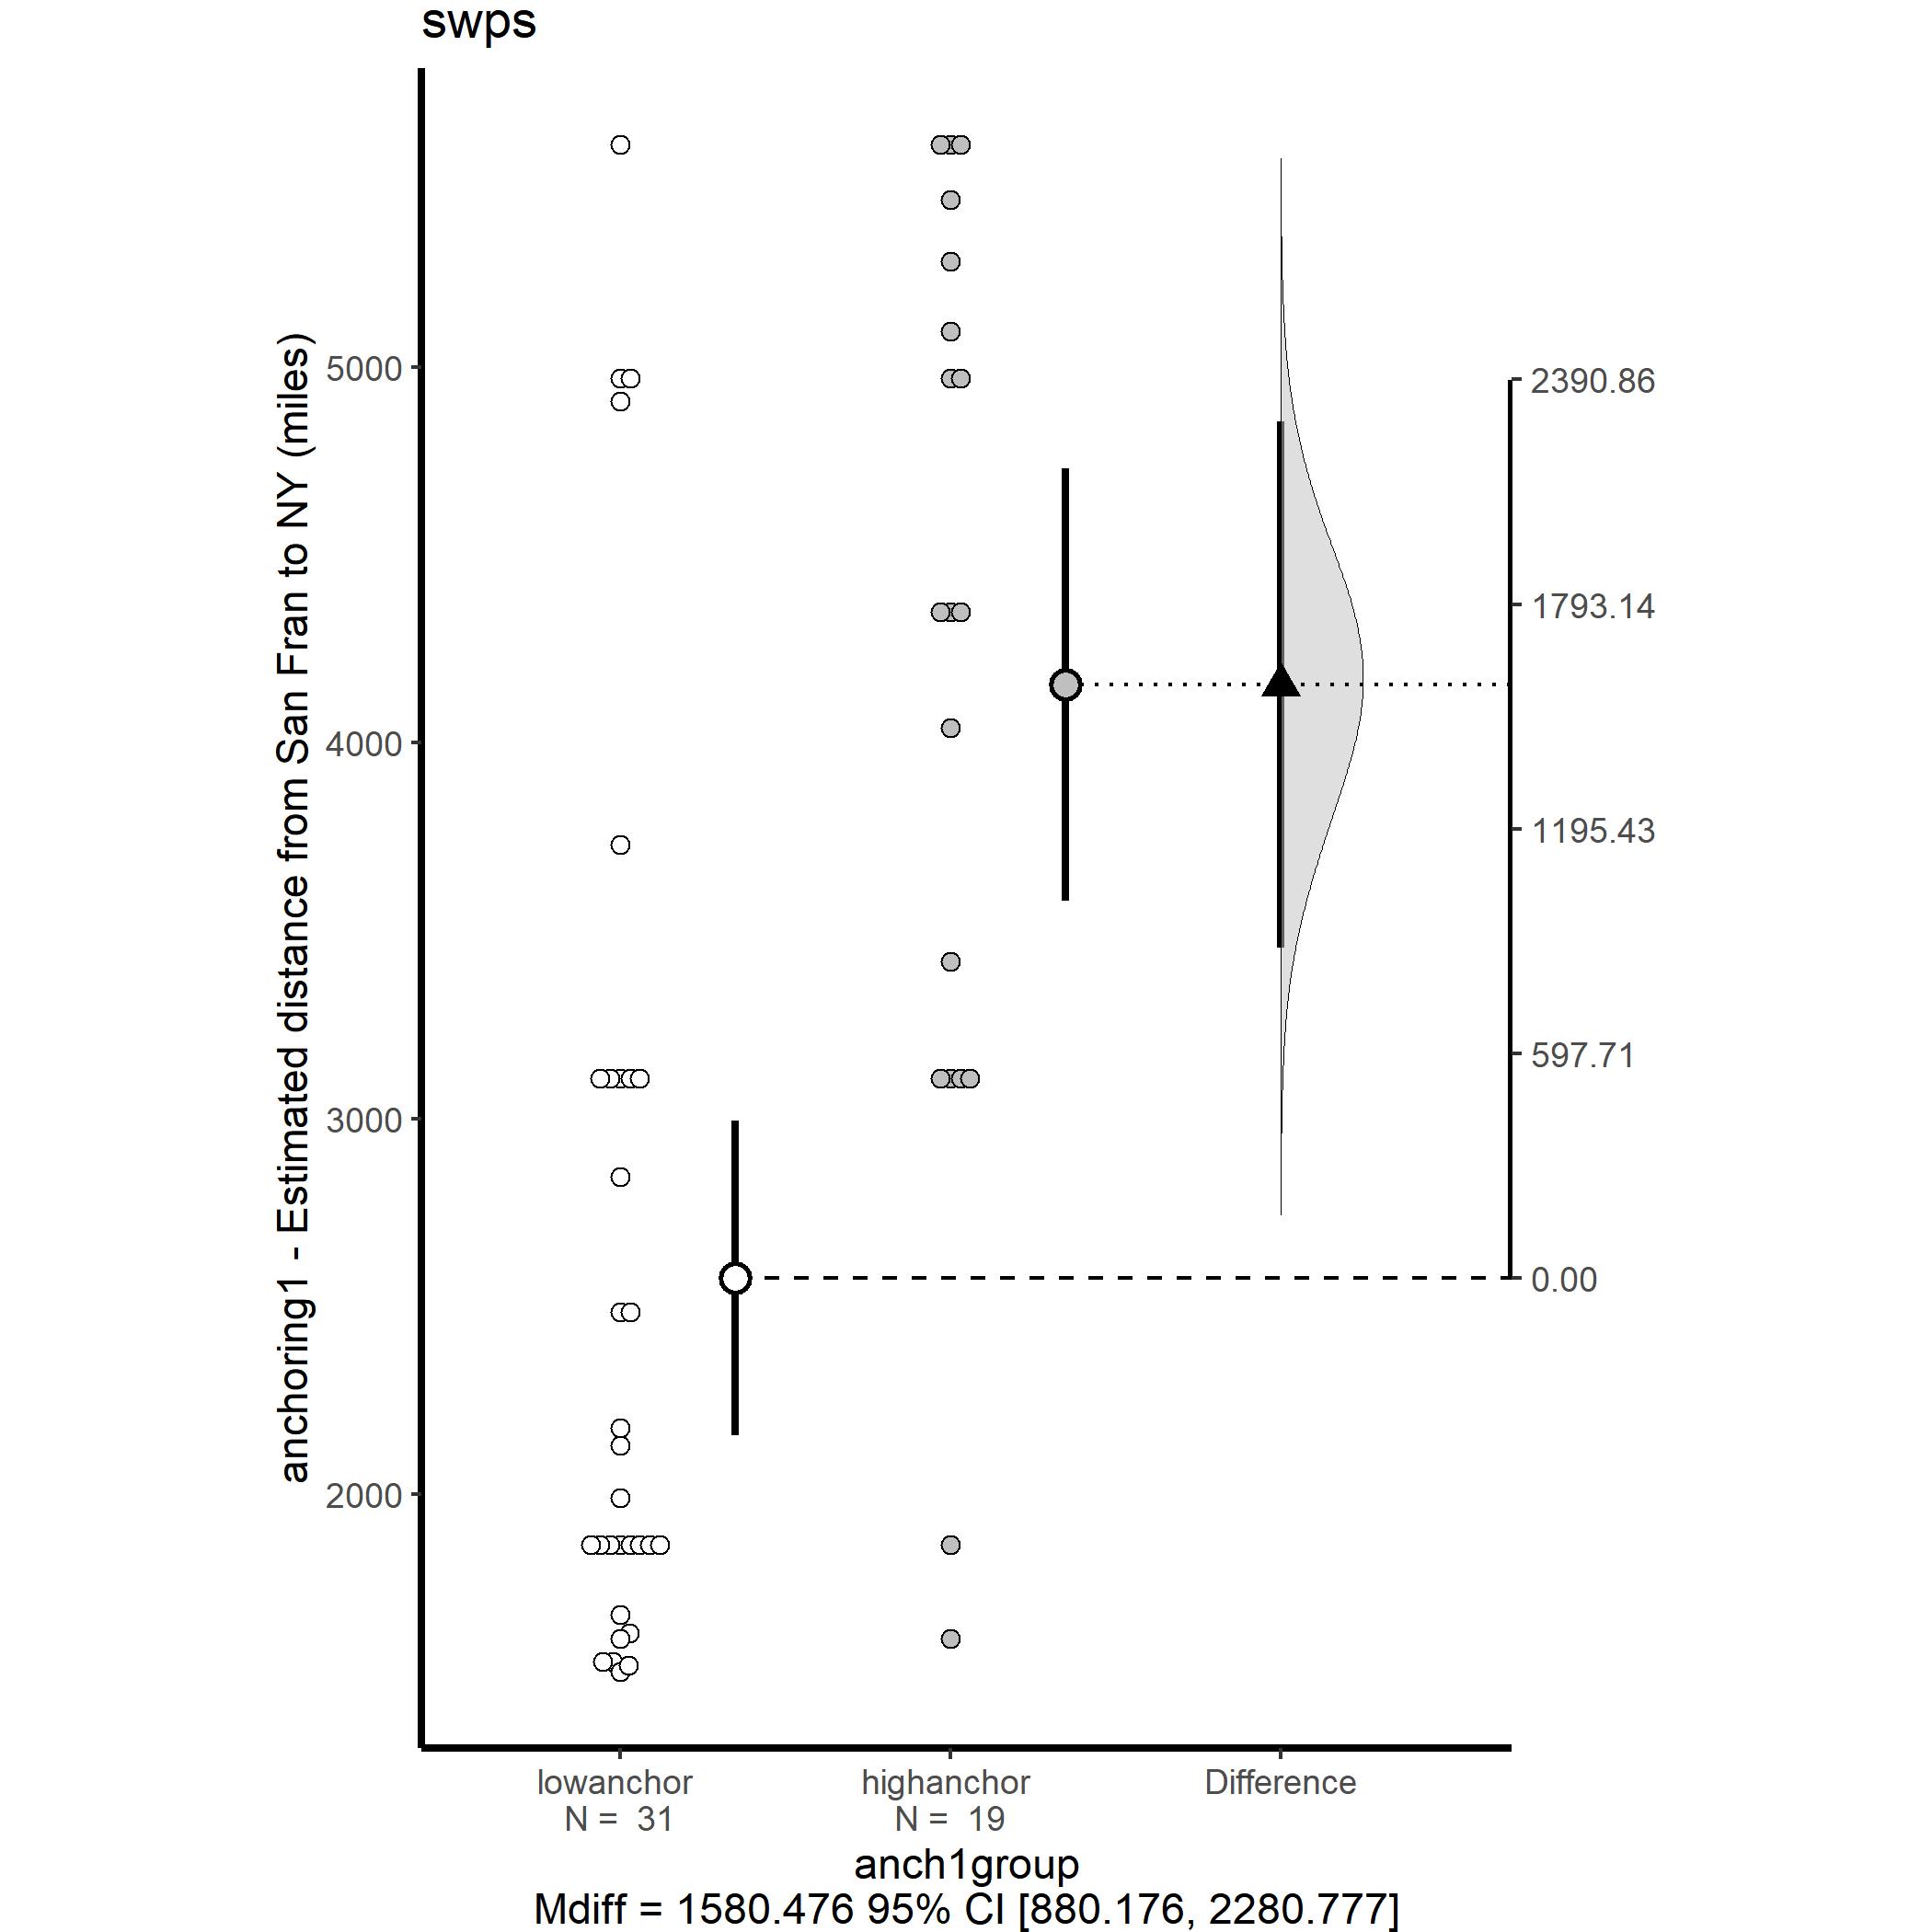 swps
anchoring1 - Estimated distance from San Fran to NY (miles)
5000
4000
3000
2000
2390.86
1793.14
1195.43
597.71
0.00
lowanchor
N =  31
highanchor
N =  19
Difference
anch1group
Mdiff = 1580.476 95% CI [880.176, 2280.777]